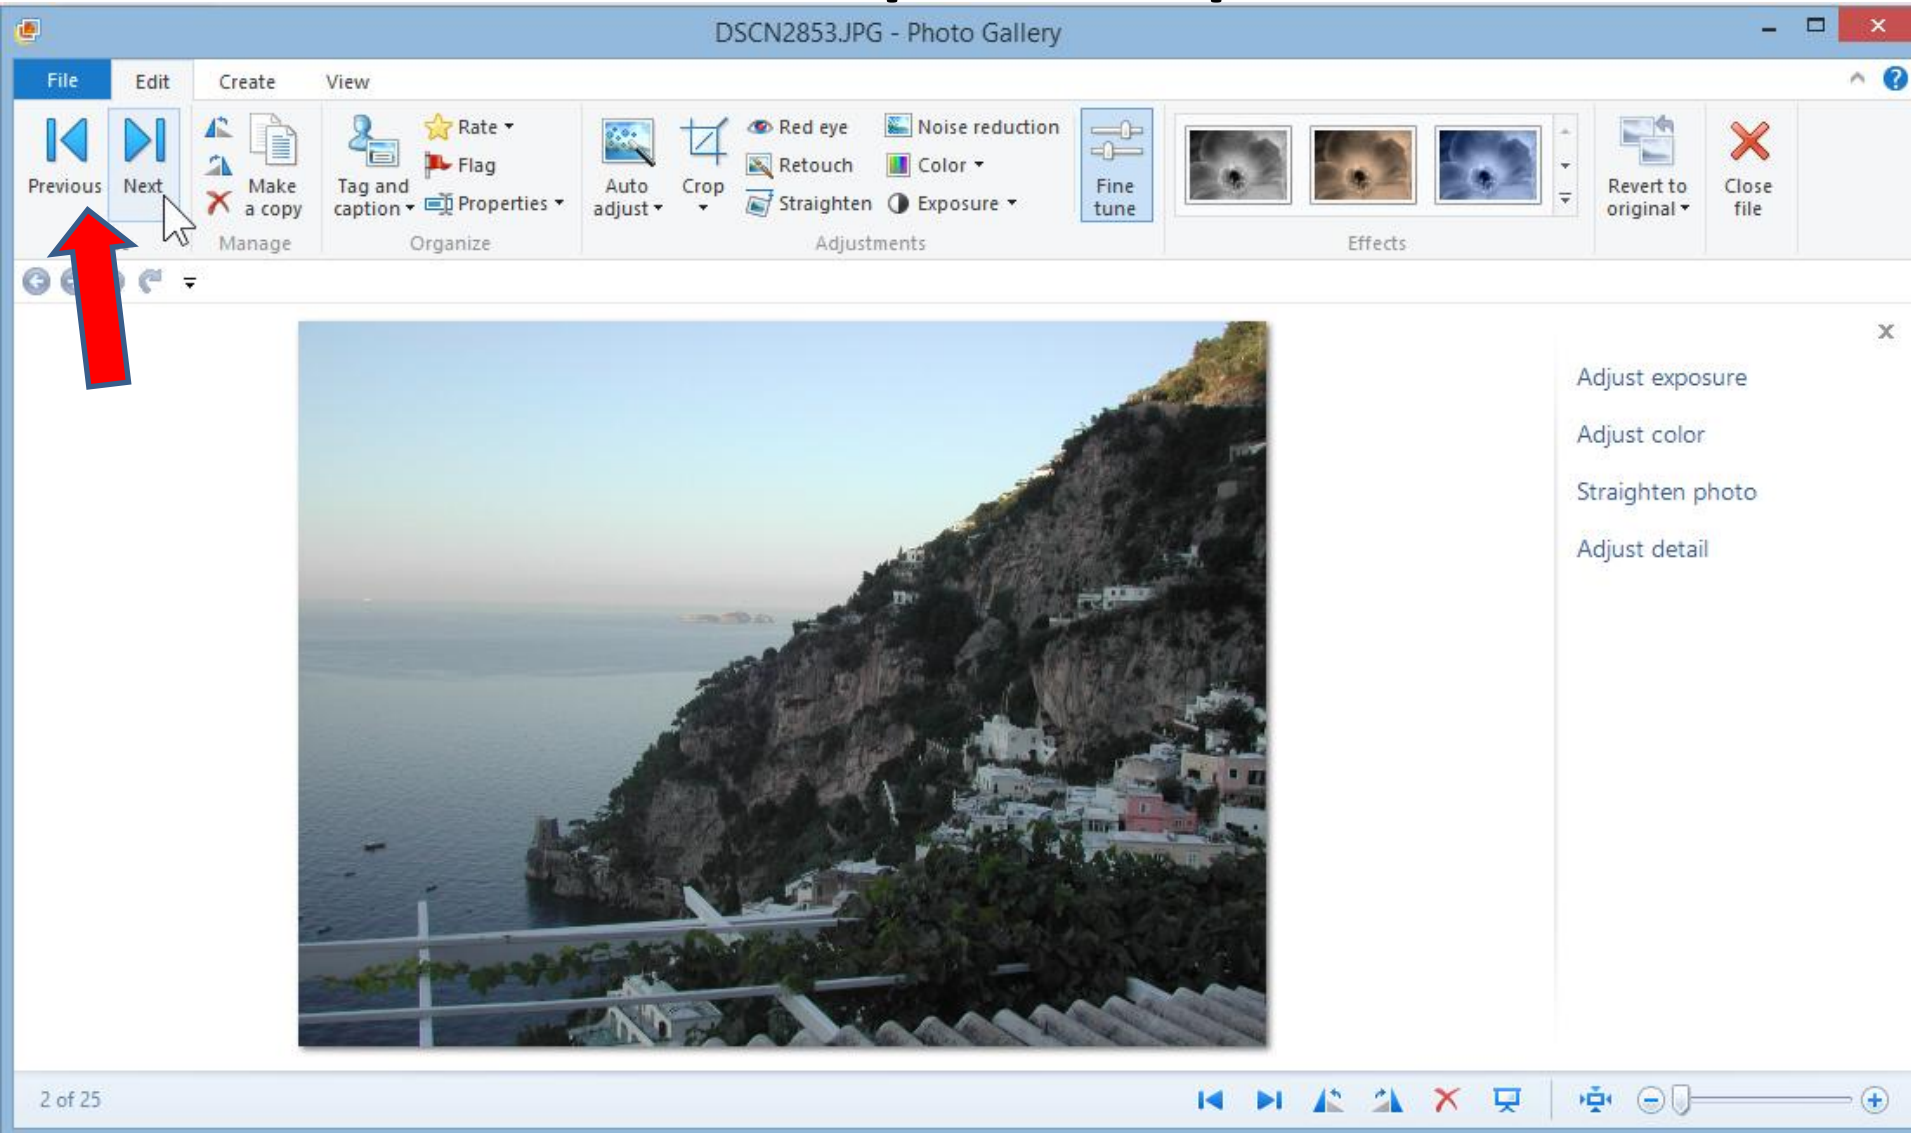 DSCN2853.JPG - Photo Gallery
File Edit Create View
Previous
Next
Make
a copy
Manage
Tag and
caption
Rate
Flag
Properties
Organize
Auto
adjust
Crop
Red eye
Retouch
Straighten
Noise reduction
Color
Exposure
Adjustments
Fine
tune
Effects
Revert to
original
Close
file
Adjust exposure
Adjust color
Straighten photo
Adjust detail
2 of 25